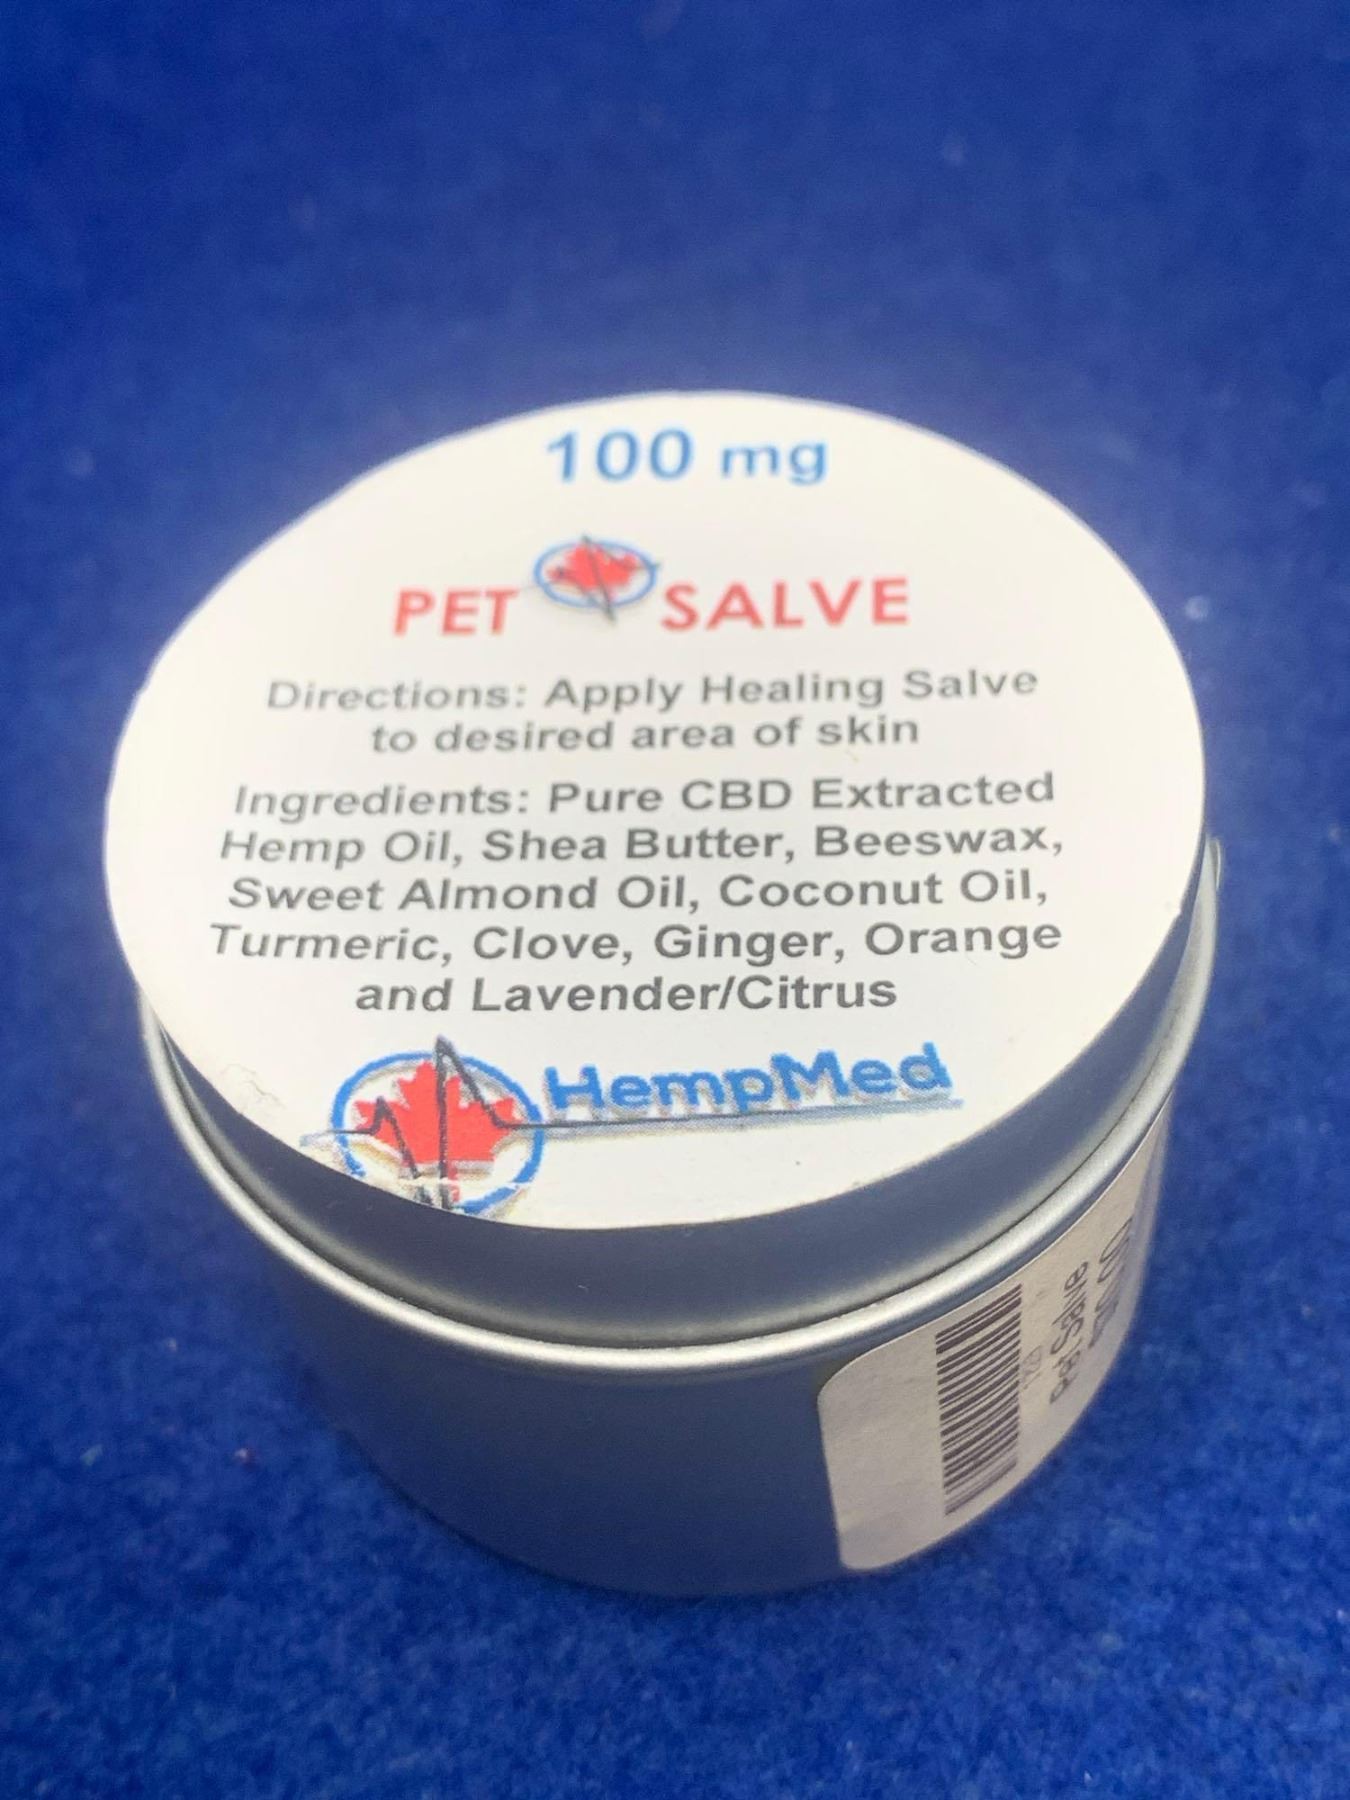 100 mg
PET SALVE
Directions: Apply Healing Salve
to desired area of skin
Ingredients: Pure CBD Extracted
Hemp Oil, Shea Butter, Beeswax,
Sweet Almond Oil, Coconut Oil,
Turmeric, Clove, Ginger, Orange
and Lavender/Citrus
HempMed
Pet Salve